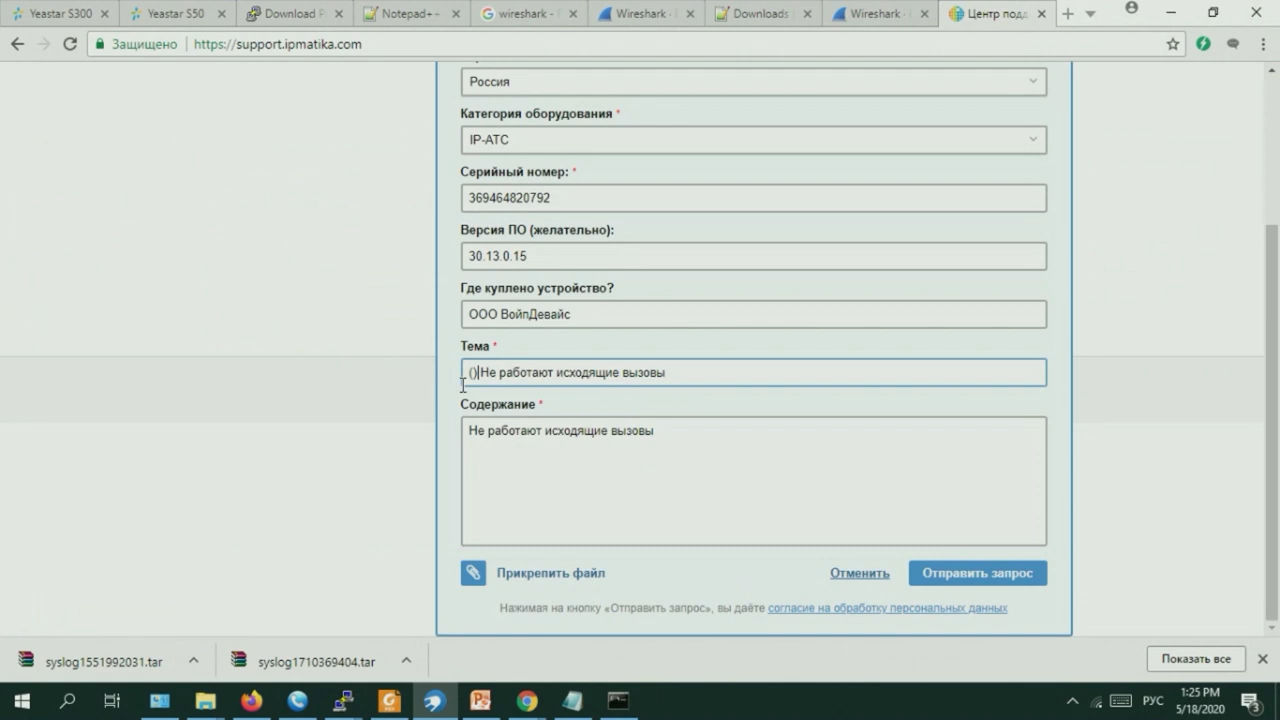 Yeastar S300
Yeastar S50
Download P
Notepad++
wireshark -
Wireshark ·
Downloads
Wireshark ·
Центр подд
Защищено
https://support.ipmatika.com
Россия
Категория оборудования *
IP-АТС
Серийный номер: *
369464820792
Версия ПО (желательно):
30.13.0.15
Где куплено устройство?
ООО ВойпДевайс
Тема *
()Не работают исходящие вызовы
Содержание *
Не работают исходящие вызовы
Прикрепить файл
Отменить
Отправить запрос
Нажимая на кнопку «Отправить запрос», вы даёте согласие на обработку персональных данных
syslog1551992031.tar
syslog1710369404.tar
Показать все
РУС
1:25 PM
5/18/2020
3